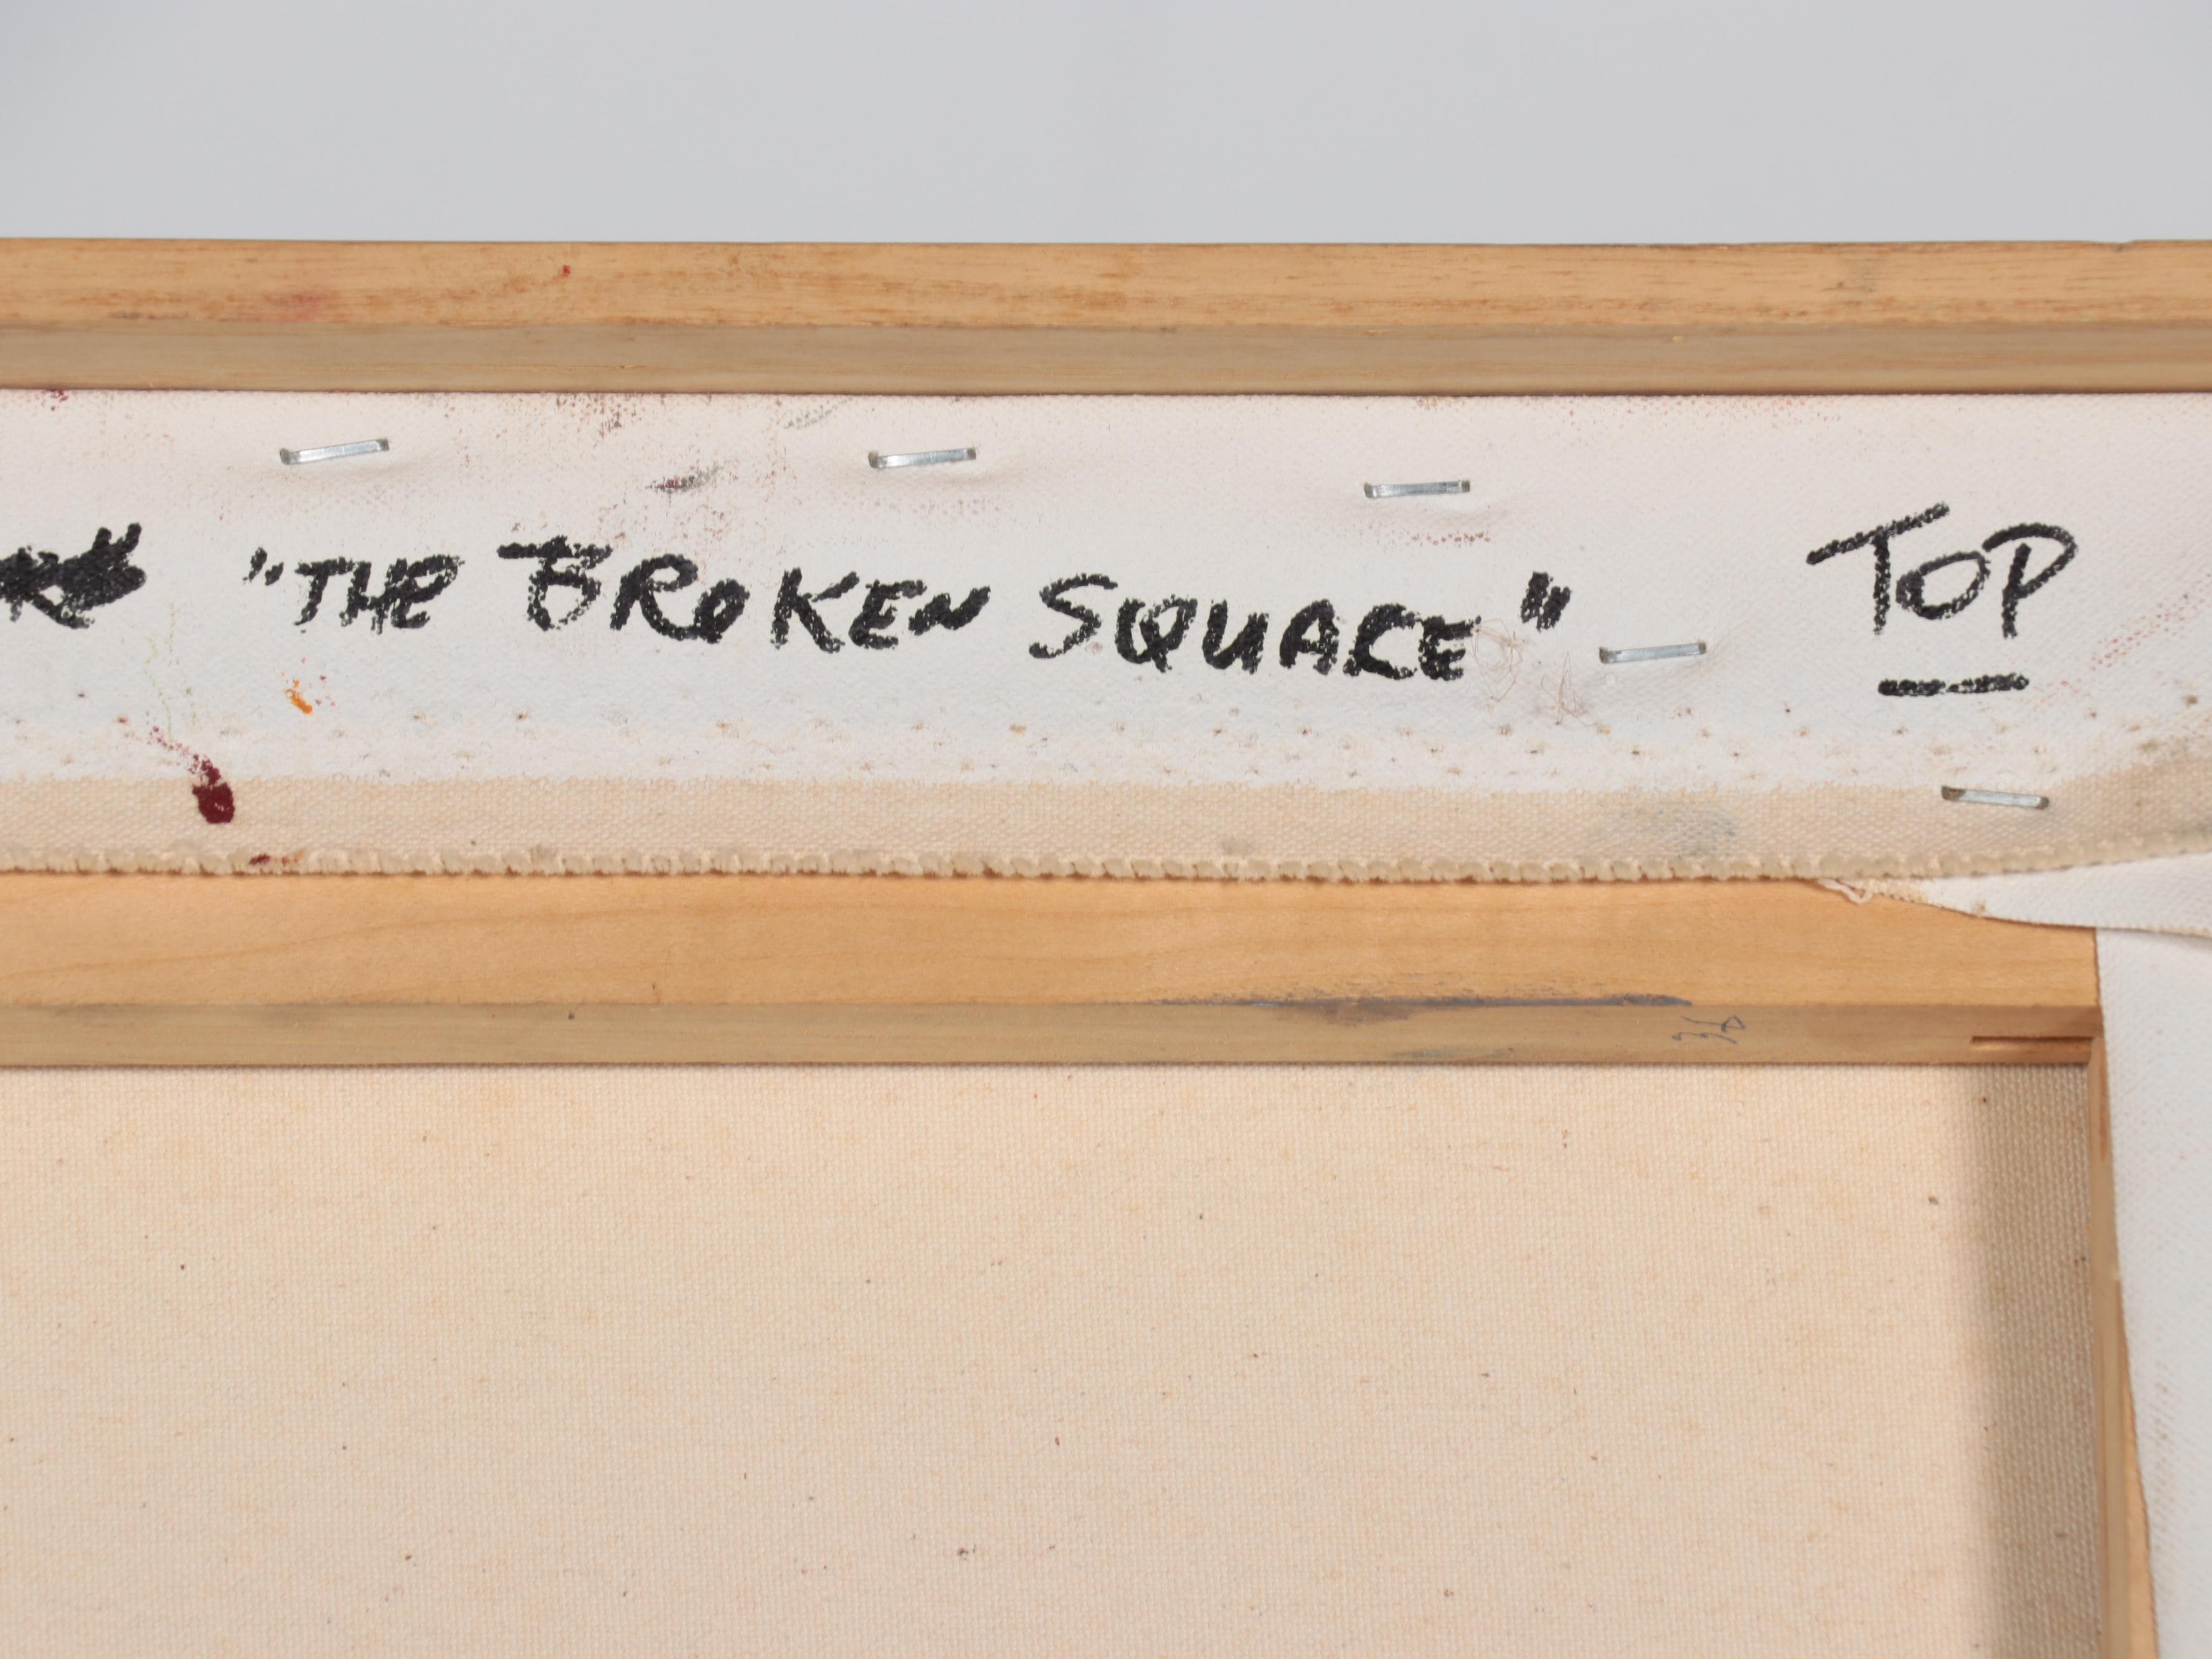 "THE BROKEN SQUARE" TOP